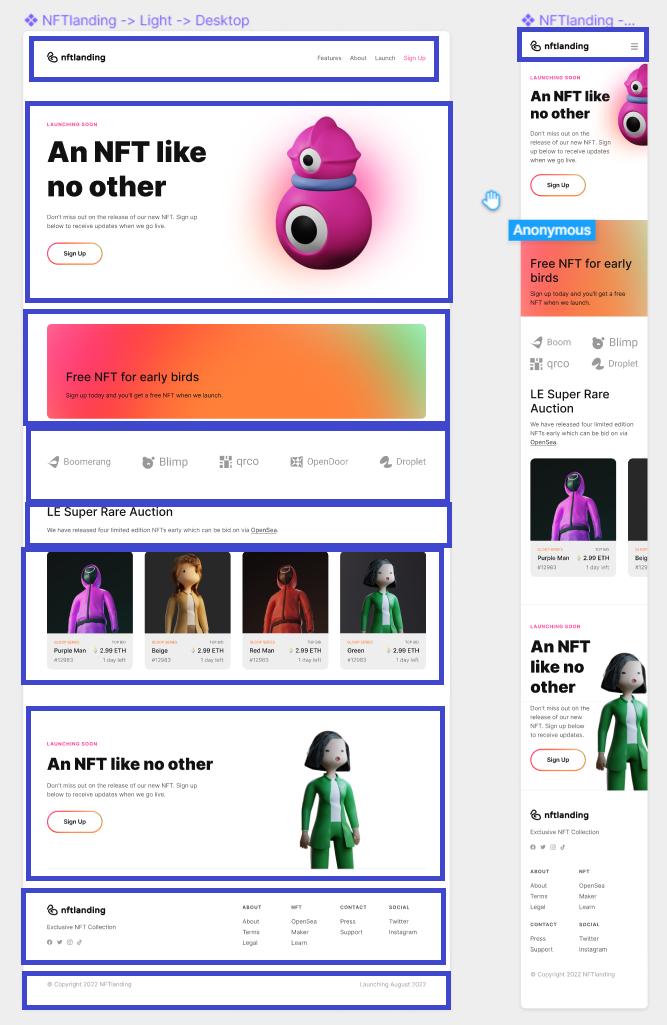 NFTlanding -> Light -> Desktop
nftlanding
Features About Launch Sign Up
LAUNCHING SOON
An NFT like
no other
Don't miss out on the release of our new NFT. Sign up
below to receive updates when we go live.
Sign Up
Free NFT for early birds
Sign up today and you'll get a free NFT when we launch.
Boomerang Blimp qrco OpenDoor Droplet
LE Super Rare Auction
We have released four limited edition NFTs early which can be bid on via OpenSea.
GLOOP SERIES TOP BID
Purple Man 2.99 ETH
#12983 1 day left
GLOOP SERIES TOP BID
Beige 2.99 ETH
#12983 1 day left
GLOOP SERIES TOP BID
Red Man 2.99 ETH
#12983 1 day left
GLOOP SERIES TOP BID
Green 2.99 ETH
#12983 1 day left
LAUNCHING SOON
An NFT like no other
Don't miss out on the release of our new NFT. Sign up
below to receive updates when we go live.
Sign Up
nftlanding
Exclusive NFT Collection
ABOUT NFT CONTACT SOCIAL
About OpenSea Press Twitter
Terms Maker Support Instagram
Legal Learn
© Copyright 2022 NFTlanding Launching August 2022
NFTlanding -...
nftlanding
LAUNCHING SOON
An NFT like
no other
Don't miss out on the
release of our new NFT. Sign
up below to receive updates
when we go live.
Sign Up
Anonymous
Free NFT for early
birds
Sign up today and you'll get a free
NFT when we launch.
Boom Blimp
qrco Droplet
LE Super Rare
Auction
We have released four limited edition
NFTs early which can be bid on via
OpenSea.
GLOOP SERIES TOP BID
Purple Man 2.99 ETH
#12983 1 day left
Beig
#129
LAUNCHING SOON
An NFT
like no
other
Don't miss out on the
release of our new
NFT. Sign up below
to receive updates.
Sign Up
nftlanding
Exclusive NFT Collection
ABOUT NFT
About OpenSea
Terms Maker
Legal Learn
CONTACT SOCIAL
Press Twitter
Support Instagram
© Copyright 2022 NFTlanding